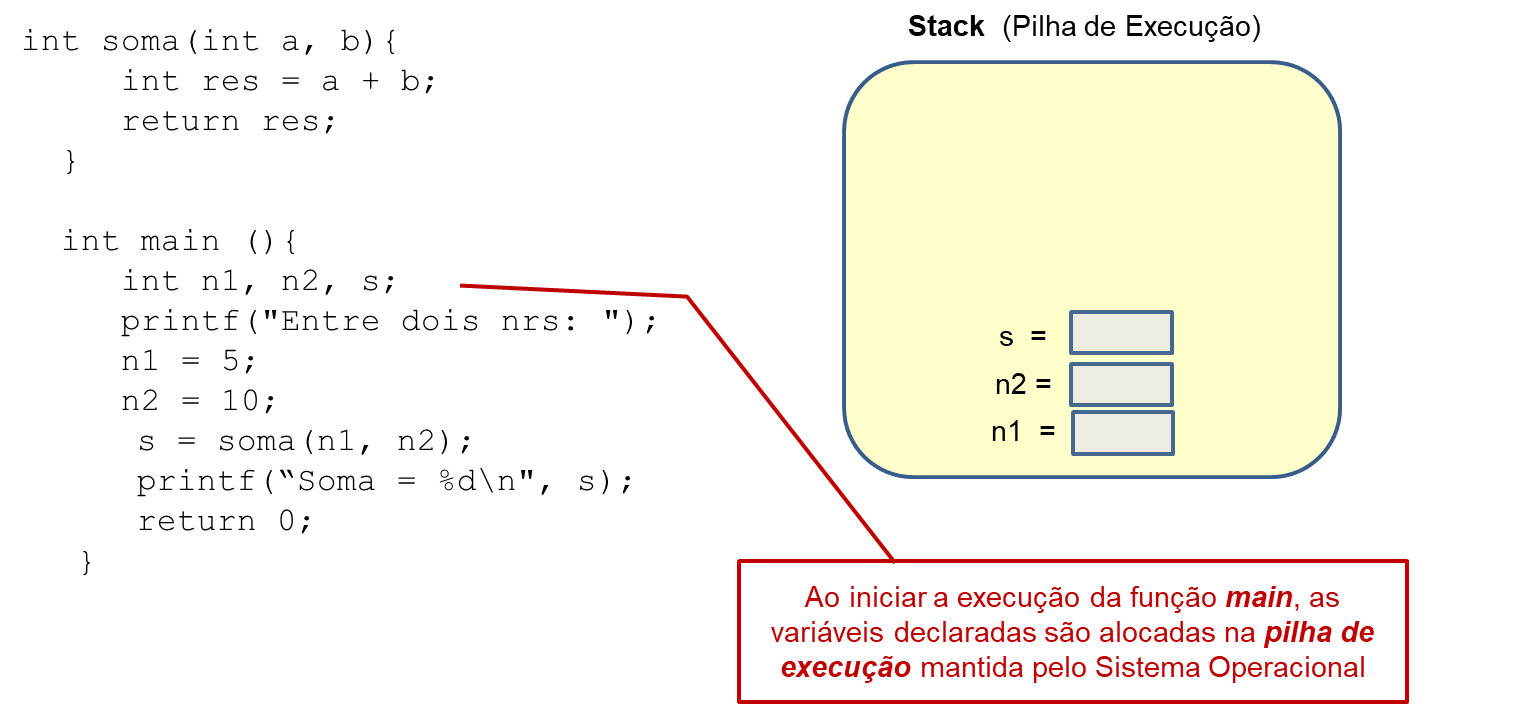 int soma(int a, b){
int res = a + b;
return res;
}
int main (){
int n1, n2, s;
printf("Entre dois nrs: ");
n1 = 5;
n2 = 10;
s = soma(n1, n2);
printf(“Soma = %d\n", s);
return 0;
}
Stack (Pilha de Execução)
s =
n2 =
n1 =
Ao iniciar a execução da função main, as
variáveis declaradas são alocadas na pilha de
execução mantida pelo Sistema Operacional